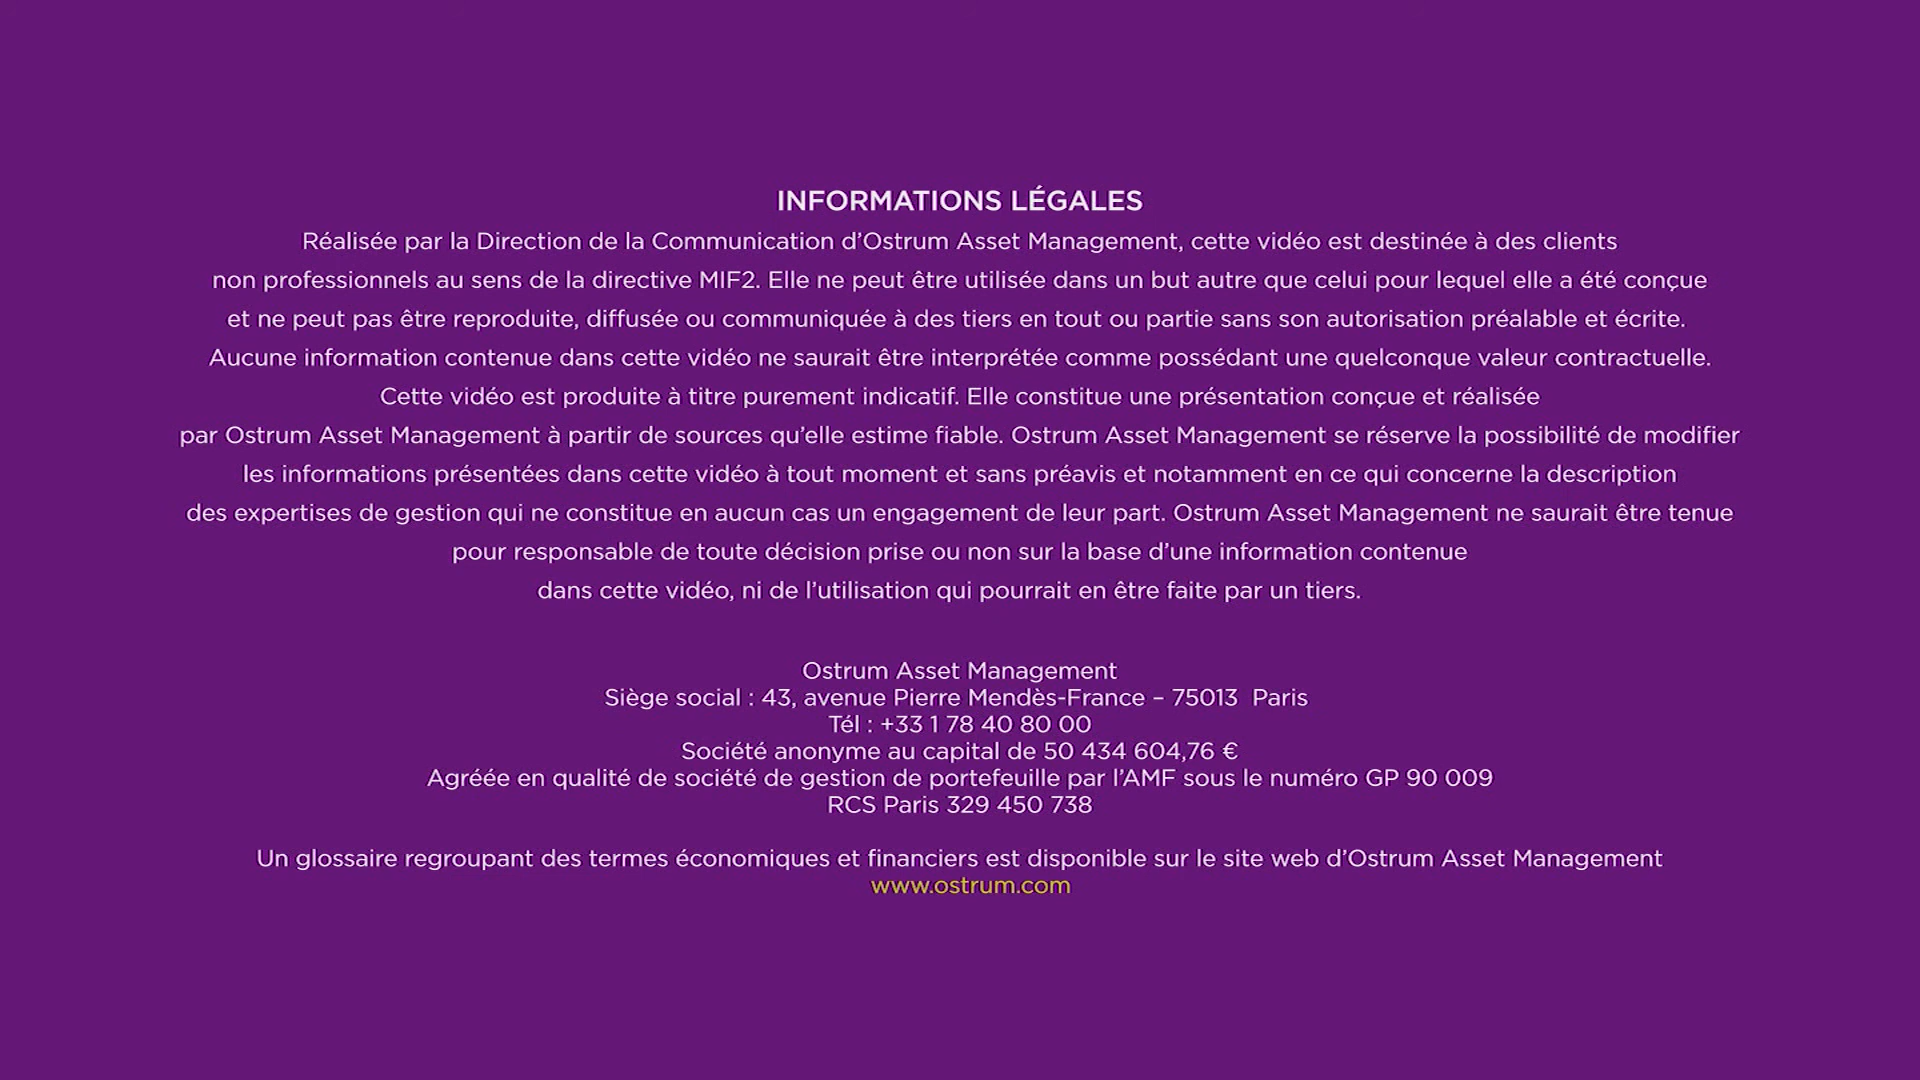 INFORMATIONS LÉGALES
Réalisée par la Direction de la Communication d’Ostrum Asset Management, cette vidéo est destinée à des clients
non professionnels au sens de la directive MIF2. Elle ne peut être utilisée dans un but autre que celui pour lequel elle a été conçue
et ne peut pas être reproduite, diffusée ou communiquée à des tiers en tout ou partie sans son autorisation préalable et écrite.
Aucune information contenue dans cette vidéo ne saurait être interprétée comme possédant une quelconque valeur contractuelle.
Cette vidéo est produite à titre purement indicatif. Elle constitue une présentation conçue et réalisée
par Ostrum Asset Management à partir de sources qu’elle estime fiable. Ostrum Asset Management se réserve la possibilité de modifier
les informations présentées dans cette vidéo à tout moment et sans préavis et notamment en ce qui concerne la description
des expertises de gestion qui ne constitue en aucun cas un engagement de leur part. Ostrum Asset Management ne saurait être tenue
pour responsable de toute décision prise ou non sur la base d’une information contenue
dans cette vidéo, ni de l’utilisation qui pourrait en être faite par un tiers.
Ostrum Asset Management
Siège social : 43, avenue Pierre Mendès-France – 75013 Paris
Tél : +33 1 78 40 80 00
Société anonyme au capital de 50 434 604,76 €
Agréée en qualité de société de gestion de portefeuille par l’AMF sous le numéro GP 90 009
RCS Paris 329 450 738
Un glossaire regroupant des termes économiques et financiers est disponible sur le site web d’Ostrum Asset Management
www.ostrum.com